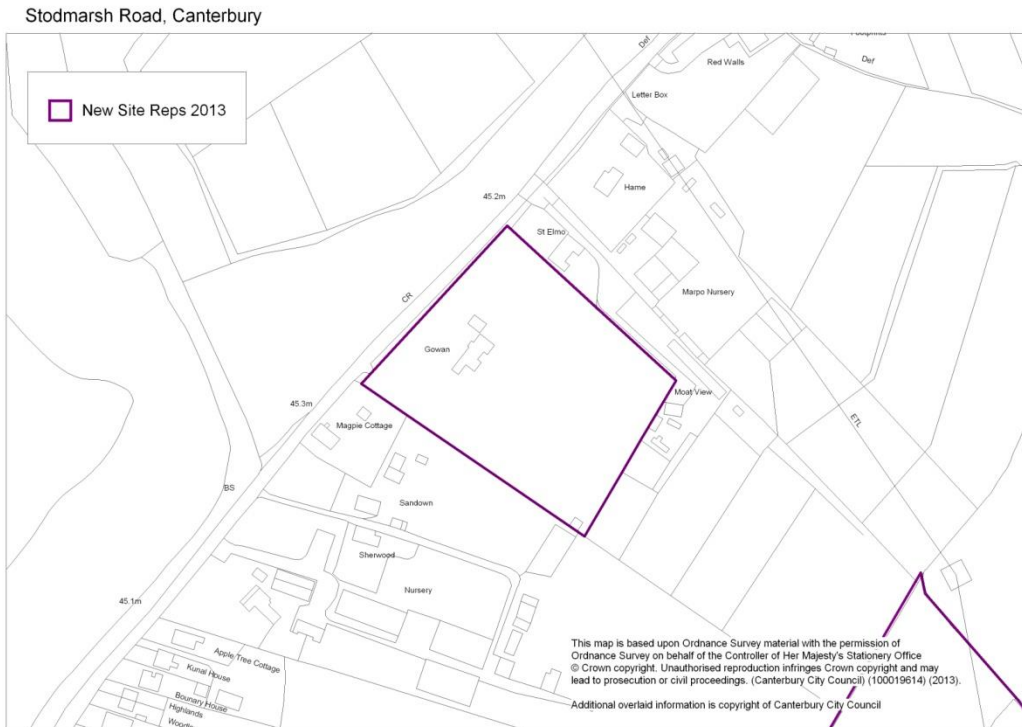 Stodmarsh Road, Canterbury
New Site Reps 2013
Def
Red Walls
Def
Letter Box
Hame
45.2m
St Elmo
Marpo Nursery
CR
Gowan
Moat View
45.3m
Magpie Cottage
ETL
BS
Sandown
Sherwood
Nursery
45.1m
Apple Tree Cottage
Kunal House
Bounary House
Highlands
This map is based upon Ordnance Survey material with the permission of
Ordnance Survey on behalf of the Controller of Her Majesty's Stationery Office
© Crown copyright. Unauthorised reproduction infringes Crown copyright and may
lead to prosecution or civil proceedings. (Canterbury City Council) (100019614) (2013).
Additional overlaid information is copyright of Canterbury City Council